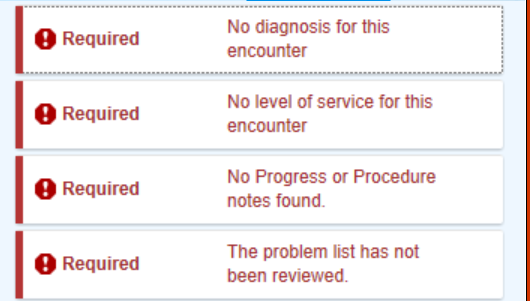 Required
No diagnosis for this
encounter
Required
No level of service for this
encounter
Required
No Progress or Procedure
notes found.
Required
The problem list has not
been reviewed.